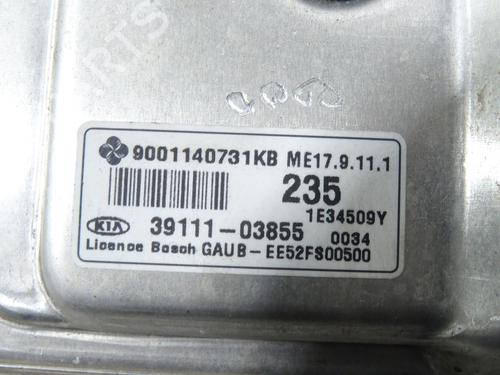 9001140731KB ME17.9.11.1
235
1E34509Y
KIA 39111-03855 0034
Licence Bosch GAUB-EE52FS00500